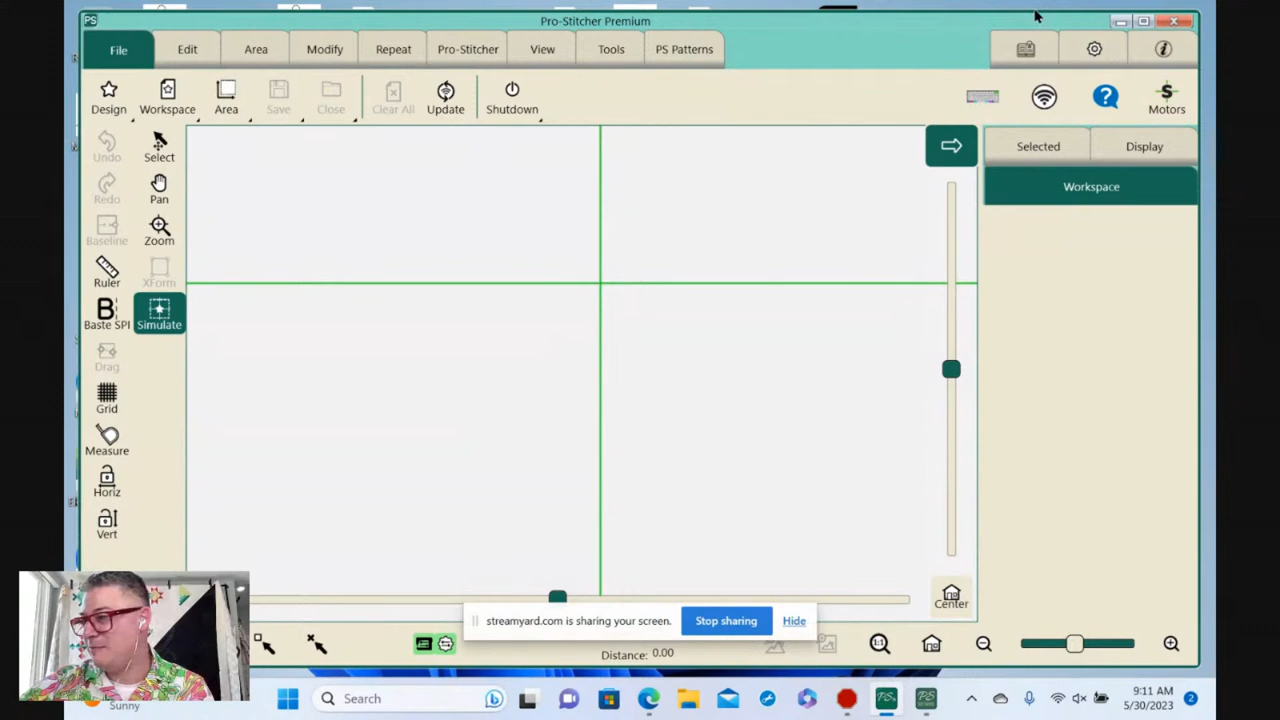 PS Pro-Stitcher Premium
File Edit Area Modify Repeat Pro-Stitcher View Tools PS Patterns
Design Workspace Area Save Close Clear All Update Shutdown S Motors
Undo Select
Redo Pan
Baseline Zoom
Ruler XForm
B Baste SPI Simulate
Drag
Grid
Measure
Horiz
Vert
Selected Display
Workspace
Center
streamyard.com is sharing your screen. Stop sharing Hide
Distance: 0.00
1:1
Sunny
Search
9:11 AM
5/30/2023
2